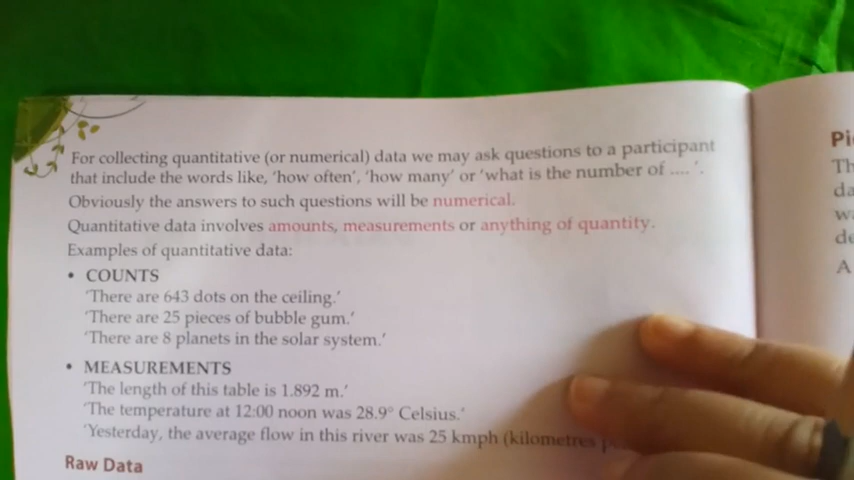 For collecting quantitative (or numerical) data we may ask questions to a participant
that include the words like, 'how often', 'how many' or 'what is the number of .... '.
Obviously the answers to such questions will be numerical.
Quantitative data involves amounts, measurements or anything of quantity.
Examples of quantitative data:
• COUNTS
'There are 643 dots on the ceiling.'
'There are 25 pieces of bubble gum.'
'There are 8 planets in the solar system.'
• MEASUREMENTS
'The length of this table is 1.892 m.'
'The temperature at 12:00 noon was 28.9° Celsius.'
'Yesterday, the average flow in this river was 25 kmph (kilometres
Raw Data
A